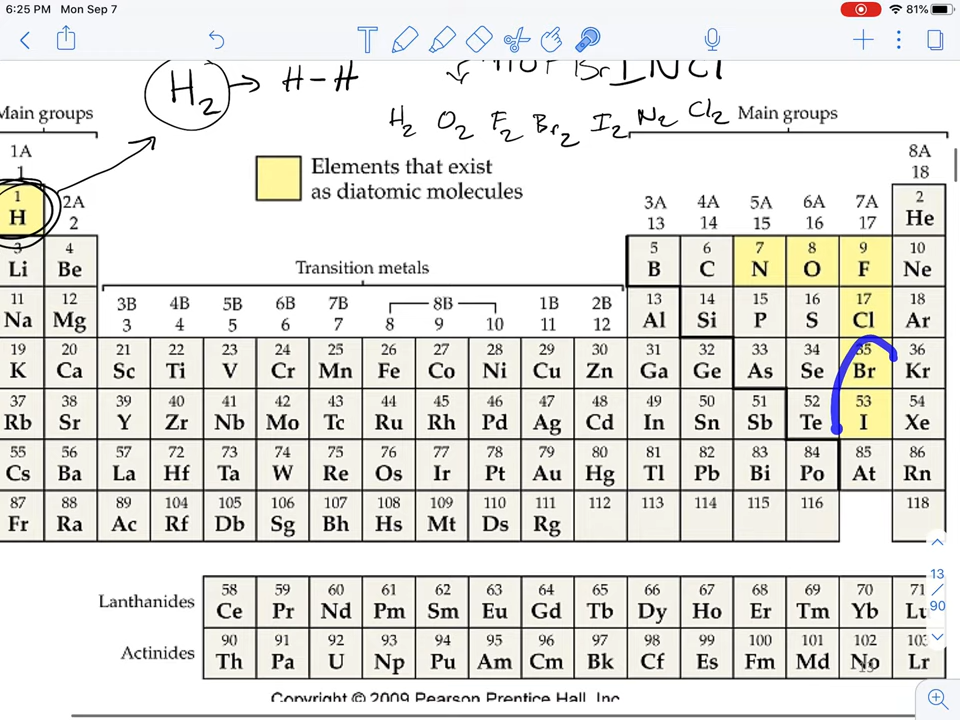 6:25 PM Mon Sep 7
81%
T
H₂ → H-H
HOF Br I N Cl
H₂ O₂ F₂ Br₂ I₂ N₂ Cl₂
Main groups
Main groups
1A
8A
1
18
Elements that exist
as diatomic molecules
1
2A
3A 4A 5A 6A 7A
2
H
2
13 14 15 16 17
He
3 4 5 6 7 8 9 10
Li Be Transition metals B C N O F Ne
11 12 13 14 15 16 17 18
Na Mg 3B 4B 5B 6B 7B 8B 1B 2B Al Si P S Cl Ar
3 4 5 6 7 8 9 10 11 12
19 20 21 22 23 24 25 26 27 28 29 30 31 32 33 34 35 36
K Ca Sc Ti V Cr Mn Fe Co Ni Cu Zn Ga Ge As Se Br Kr
37 38 39 40 41 42 43 44 45 46 47 48 49 50 51 52 53 54
Rb Sr Y Zr Nb Mo Tc Ru Rh Pd Ag Cd In Sn Sb Te I Xe
55 56 57 72 73 74 75 76 77 78 79 80 81 82 83 84 85 86
Cs Ba La Hf Ta W Re Os Ir Pt Au Hg Tl Pb Bi Po At Rn
87 88 89 104 105 106 107 108 109 110 111 112 113 114 115 116 118
Fr Ra Ac Rf Db Sg Bh Hs Mt Ds Rg
13
/
90
58 59 60 61 62 63 64 65 66 67 68 69 70 71
Lanthanides Ce Pr Nd Pm Sm Eu Gd Tb Dy Ho Er Tm Yb Lu
90 91 92 93 94 95 96 97 98 99 100 101 102 103
Actinides Th Pa U Np Pu Am Cm Bk Cf Es Fm Md No Lr
Copyright © 2009 Pearson Prentice Hall, Inc.